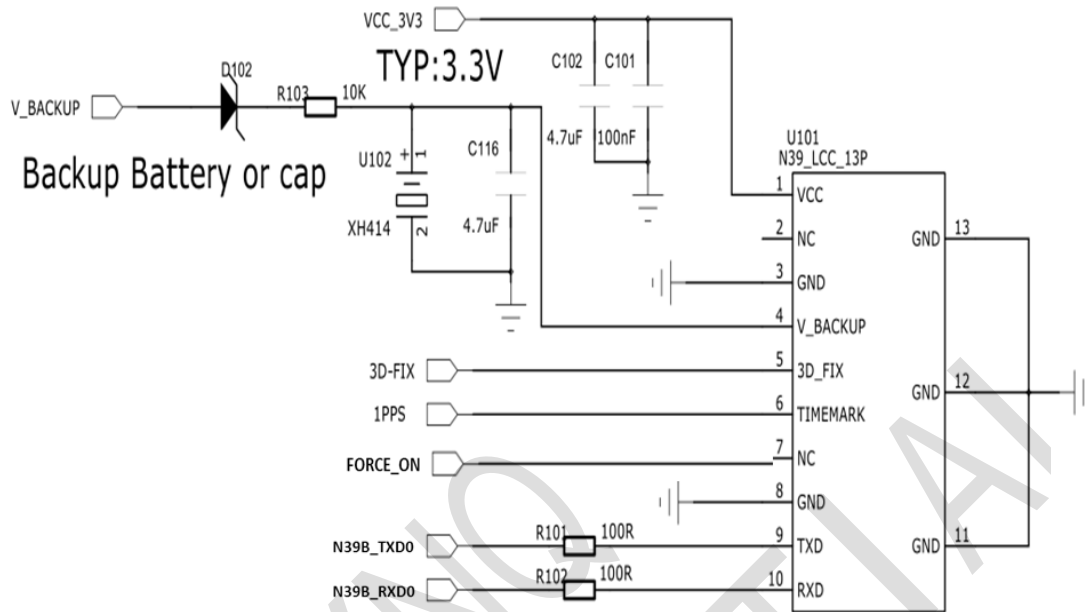 VCC_3V3
TYP:3.3V
C102
C101
4.7uF
100nF
D102
R103
10K
V_BACKUP
Backup Battery or cap
U102
+
1
2
XH414
C116
4.7uF
U101
N39_LCC_13P
1
VCC
2
NC
GND
13
3
GND
4
V_BACKUP
3D-FIX
5
3D_FIX
GND
12
1PPS
6
TIMEMARK
FORCE_ON
7
NC
8
GND
N39B_TXD0
R101
100R
9
TXD
GND
11
N39B_RXD0
R102
100R
10
RXD